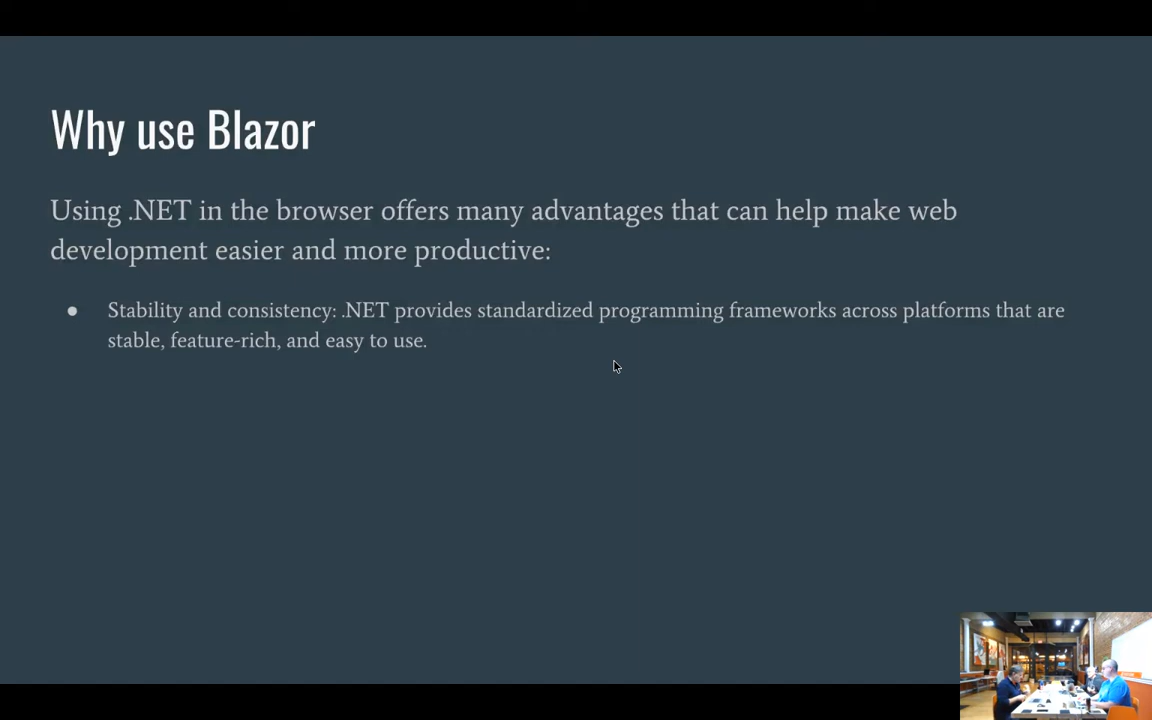 Why use Blazor
Using .NET in the browser offers many advantages that can help make web
development easier and more productive:
● Stability and consistency: .NET provides standardized programming frameworks across platforms that are
stable, feature-rich, and easy to use.